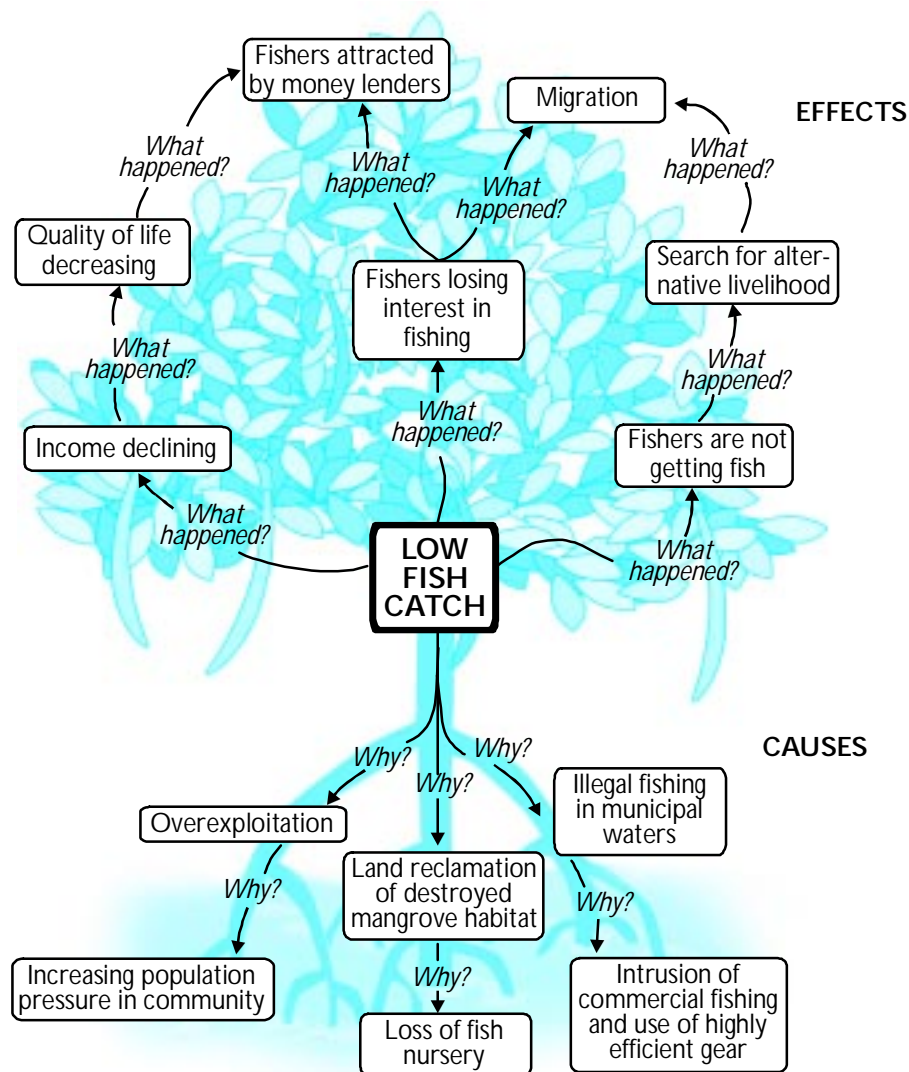 Fishers attracted
by money lenders
Migration
EFFECTS
What
happened?
What
happened?
What
happened?
What
happened?
Quality of life
decreasing
Fishers losing
interest in
fishing
Search for alter-
native livelihood
What
happened?
What
happened?
What
happened?
Income declining
Fishers are not
getting fish
What
happened?
LOW
FISH
CATCH
What
happened?
CAUSES
Why?
Why?
Why?
Overexploitation
Land reclamation
of destroyed
mangrove habitat
Illegal fishing
in municipal
waters
Why?
Why?
Why?
Increasing population
pressure in community
Loss of fish
nursery
Intrusion of
commercial fishing
and use of highly
efficient gear